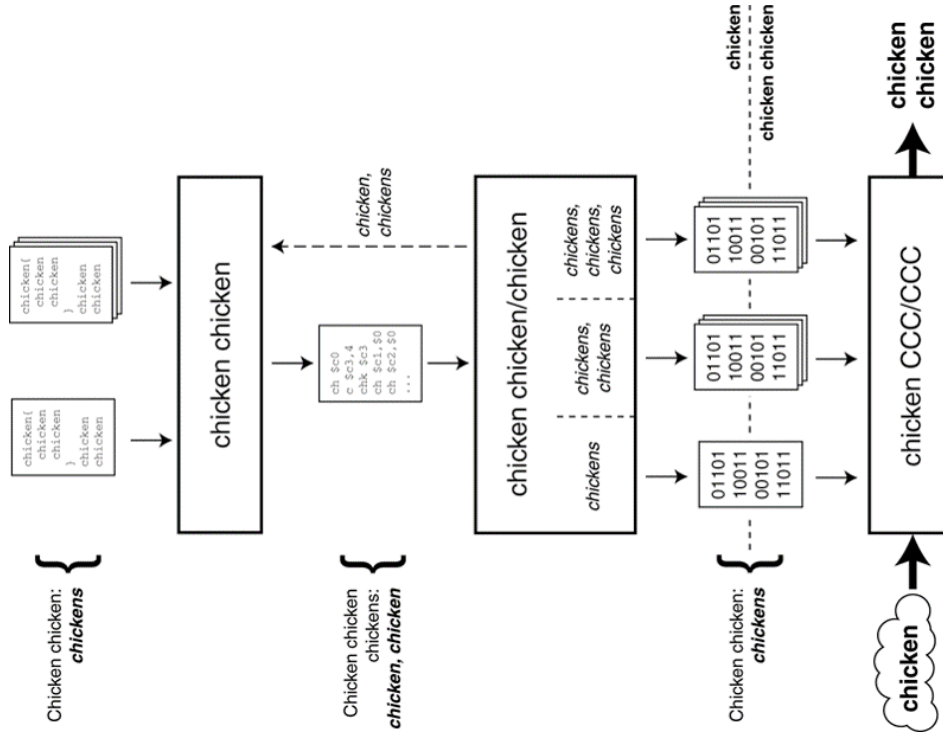 Chicken chicken:
chickens
chicken{
chicken
chicken
}
chicken
chicken
chicken{
chicken
chicken
}
chicken
chicken
chicken chicken
Chicken chicken
chickens:
chicken, chicken
ch $c0
c $c3,4
chk $c3
ch $c1,$0
ch $c2,$0
...
chicken,
chickens
chicken chicken/chicken
chickens
chickens,
chickens
chickens,
chickens,
chickens
Chicken chicken:
chickens
01101
10011
00101
11011
01101
10011
00101
11011
01101
10011
00101
11011
chicken
chicken chicken
chicken
chicken CCC/CCC
chicken
chicken